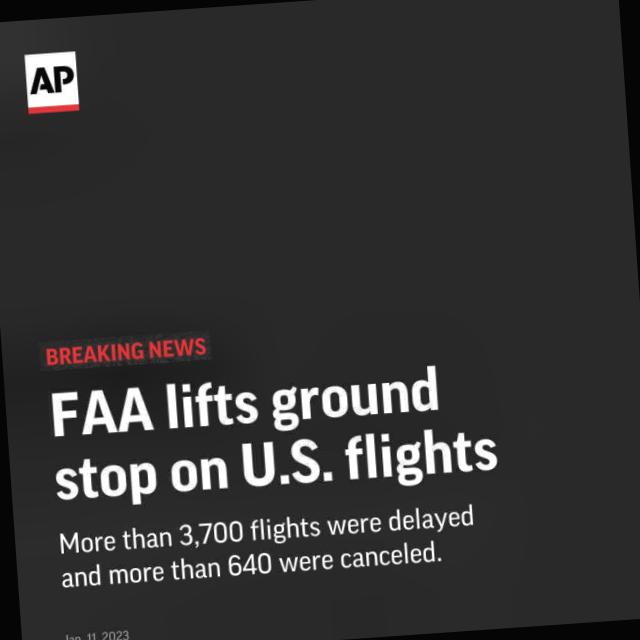 AP
BREAKING NEWS
FAA lifts ground
stop on U.S. flights
More than 3,700 flights were delayed
and more than 640 were canceled.
Jan. 11, 2023